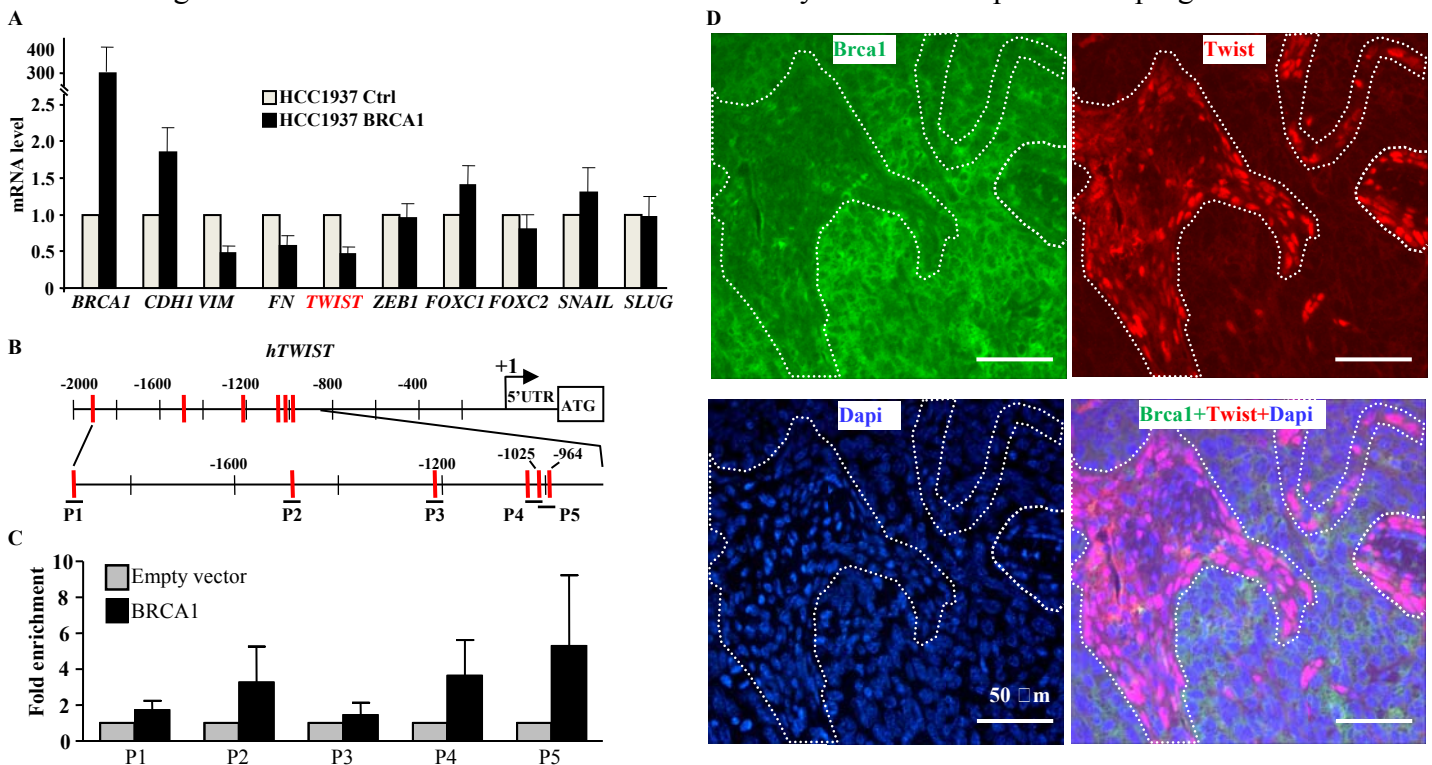 A
400
300
2.5
2.0
1.5
1.0
0.5
0
mRNA level
HCC1937 Ctrl
HCC1937 BRCA1
BRCA1 CDH1 VIM FN TWIST ZEB1 FOXC1 FOXC2 SNAIL SLUG
B
hTWIST
-2000 -1600 -1200 -800 -400 +1
5'UTR ATG
-1600 -1200 -1025 -964
P1 P2 P3 P4 P5
C
10
8
6
4
2
0
Fold enrichment
Empty vector
BRCA1
P1 P2 P3 P4 P5
D
Brca1
Twist
Dapi
50 □m
Brca1+Twist+Dapi